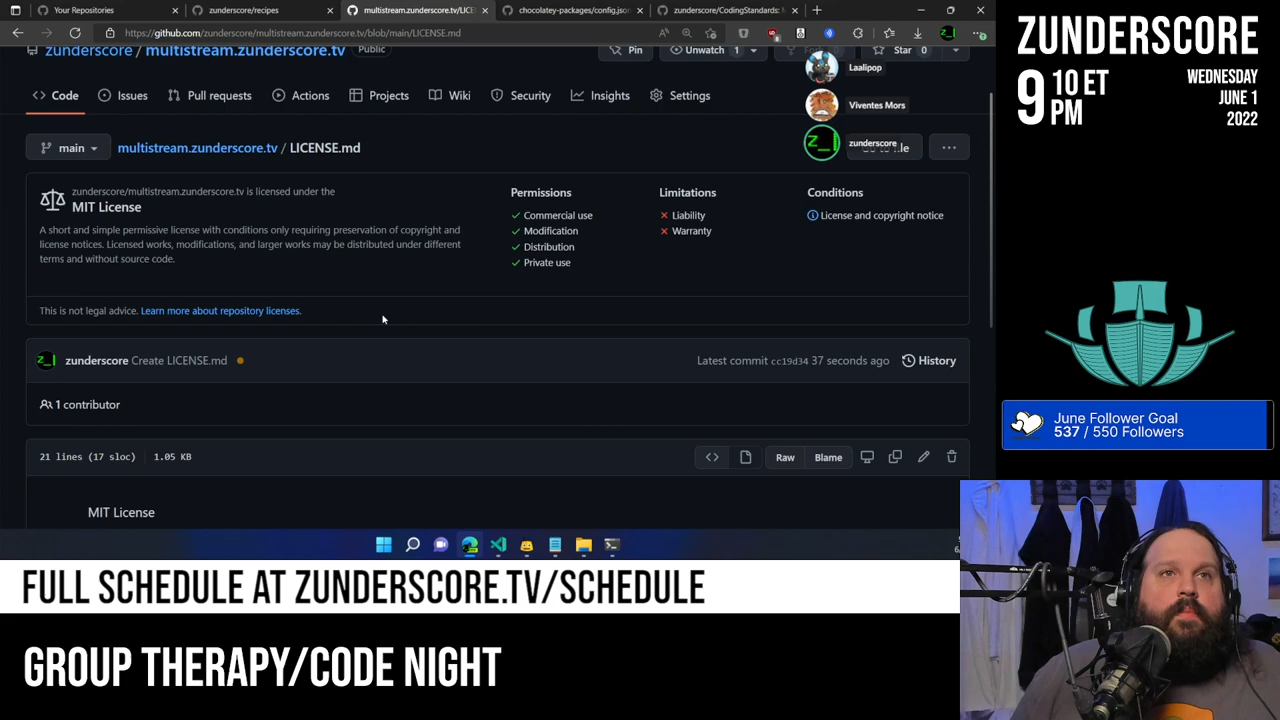 Your Repositories
zunderscore/recipes
multistream.zunderscore.tv/LICE
chocolatey-packages/config.json
zunderscore/CodingStandards:
https://github.com/zunderscore/multistream.zunderscore.tv/blob/main/LICENSE.md
zunderscore / multistream.zunderscore.tv Public
Pin Unwatch 1 Fork 0 Star 0
Laalipop
Code Issues Pull requests Actions Projects Wiki Security Insights Settings
Viventes Mors
main multistream.zunderscore.tv / LICENSE.md
zunderscore
zunderscore/multistream.zunderscore.tv is licensed under the
MIT License
A short and simple permissive license with conditions only requiring preservation of copyright and
license notices. Licensed works, modifications, and larger works may be distributed under different
terms and without source code.
Permissions
Commercial use
Modification
Distribution
Private use
Limitations
Liability
Warranty
Conditions
License and copyright notice
This is not legal advice. Learn more about repository licenses.
zunderscore Create LICENSE.md
Latest commit cc19d34 37 seconds ago History
1 contributor
21 lines (17 sloc) 1.05 KB
Raw Blame
MIT License
ZUNDERSCORE
9 10 ET
PM
WEDNESDAY
JUNE 1
2022
June Follower Goal
537 / 550 Followers
FULL SCHEDULE AT ZUNDERSCORE.TV/SCHEDULE
GROUP THERAPY/CODE NIGHT